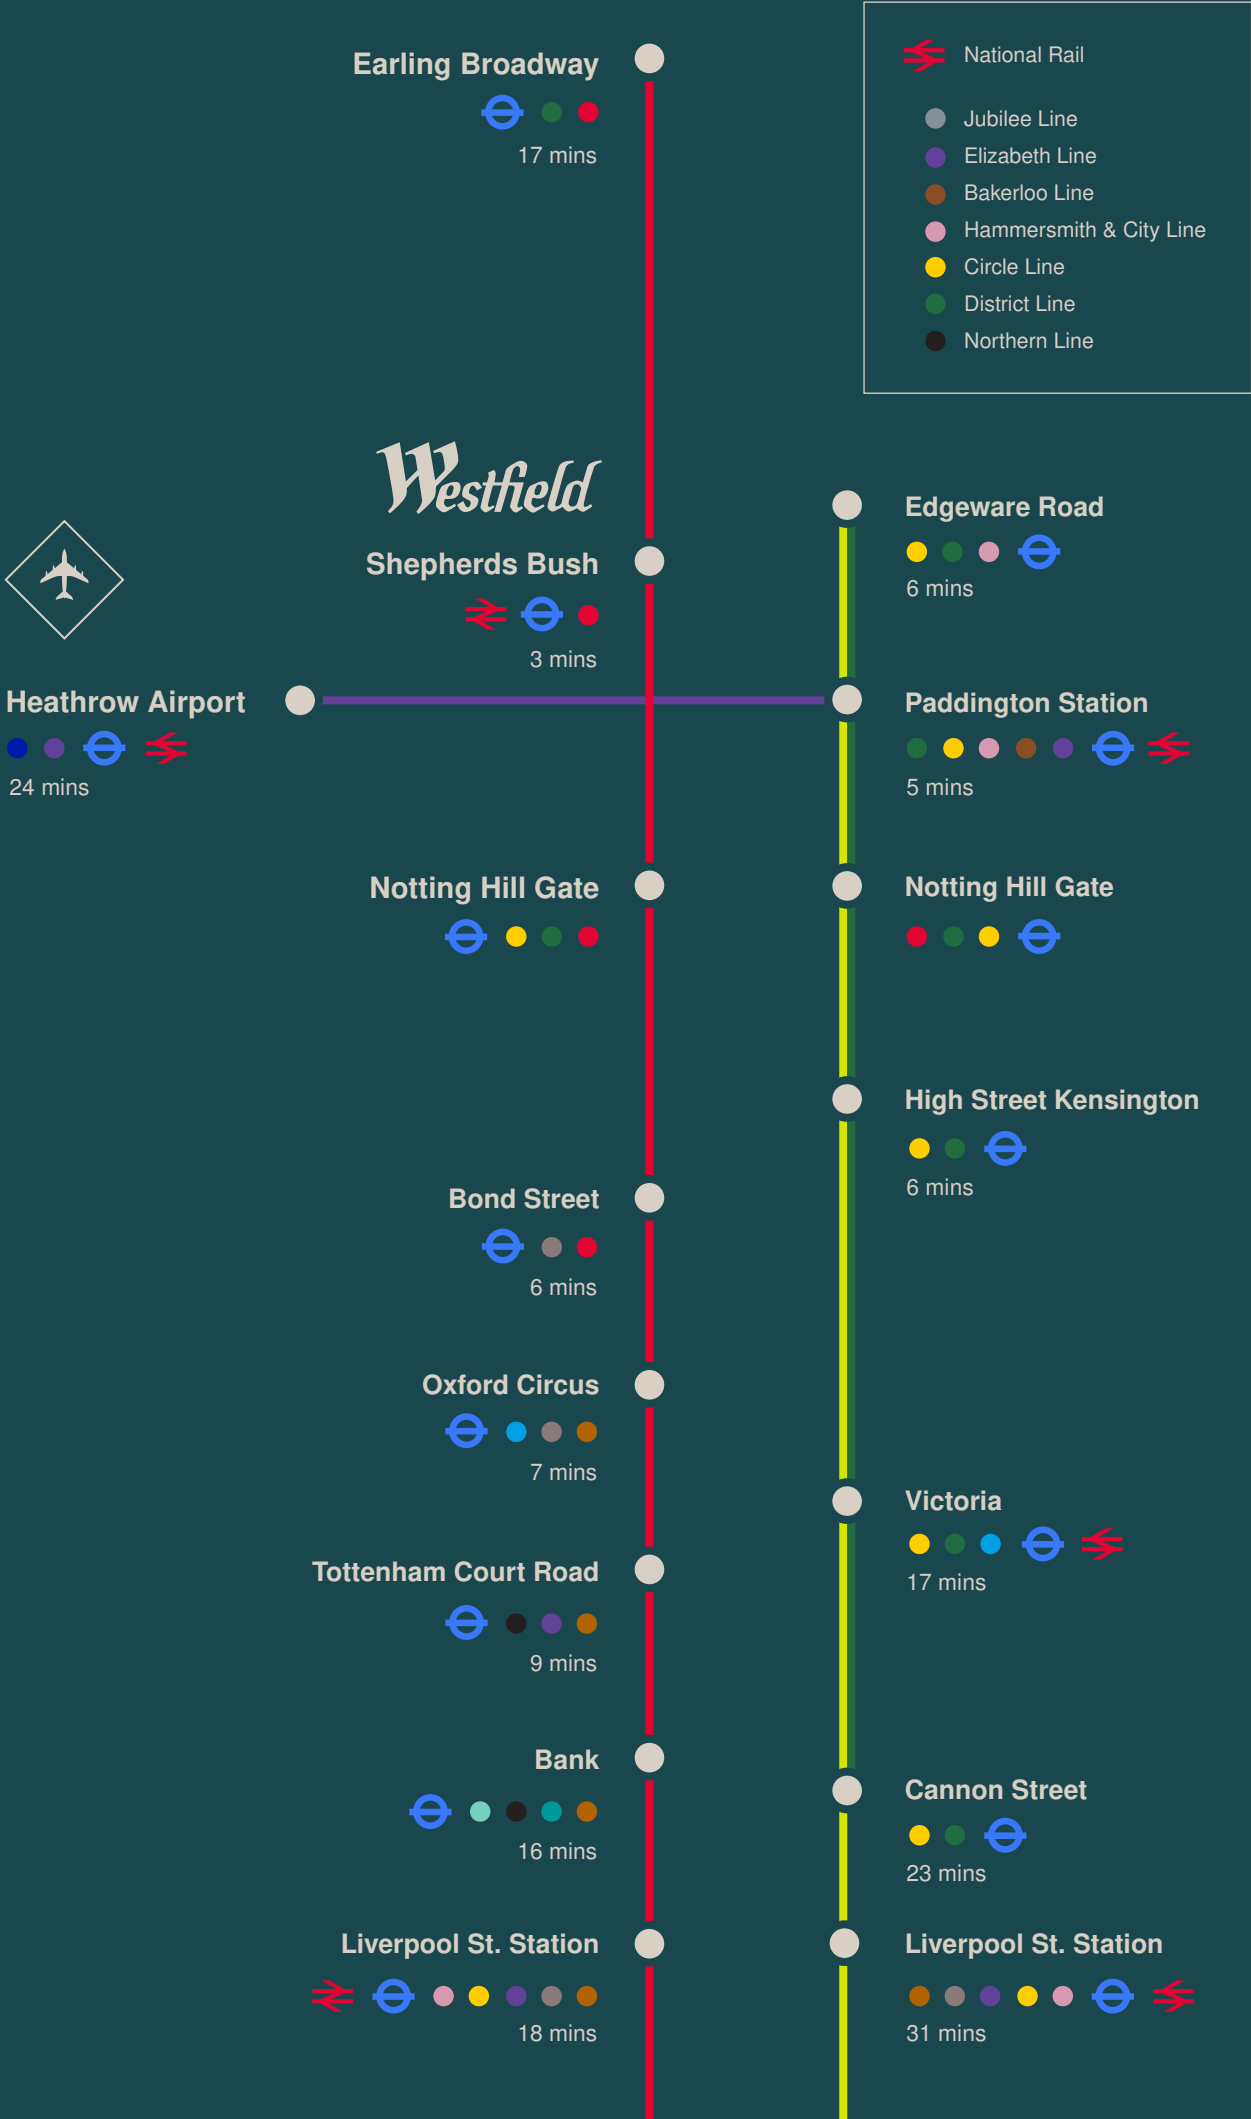 Earling Broadway
17 mins
National Rail
Jubilee Line
Elizabeth Line
Bakerloo Line
Hammersmith & City Line
Circle Line
District Line
Northern Line
Westfield
Shepherds Bush
3 mins
Edgeware Road
6 mins
Heathrow Airport
24 mins
Paddington Station
5 mins
Notting Hill Gate
Notting Hill Gate
High Street Kensington
6 mins
Bond Street
6 mins
Oxford Circus
7 mins
Victoria
17 mins
Tottenham Court Road
9 mins
Bank
16 mins
Cannon Street
23 mins
Liverpool St. Station
18 mins
Liverpool St. Station
31 mins